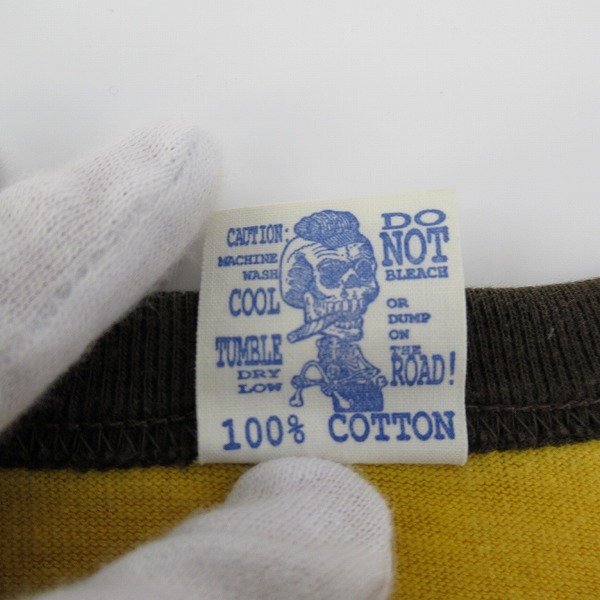 CAUTION:
MACHINE
WASH
COOL
TUMBLE
DRY
LOW
DO
NOT
BLEACH
OR
DUMP
ON
THE
ROAD!
100% COTTON